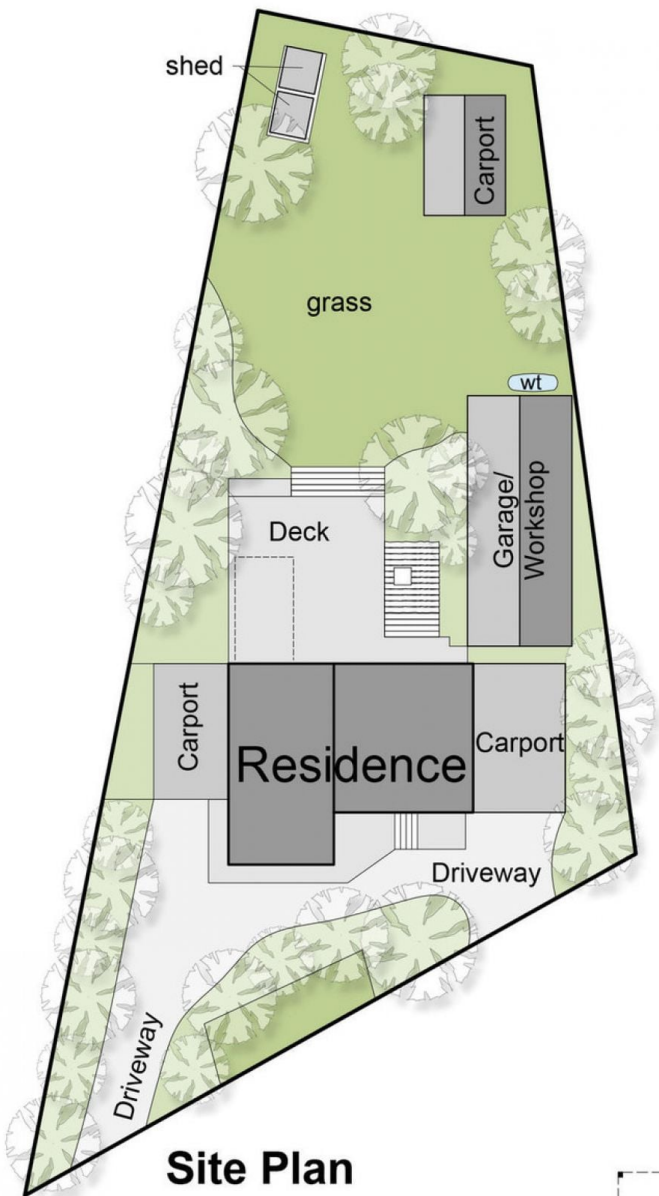 shed
Carport
grass
wt
Garage/
Workshop
Deck
Carport
Residence
Carport
Driveway
Driveway
Site Plan